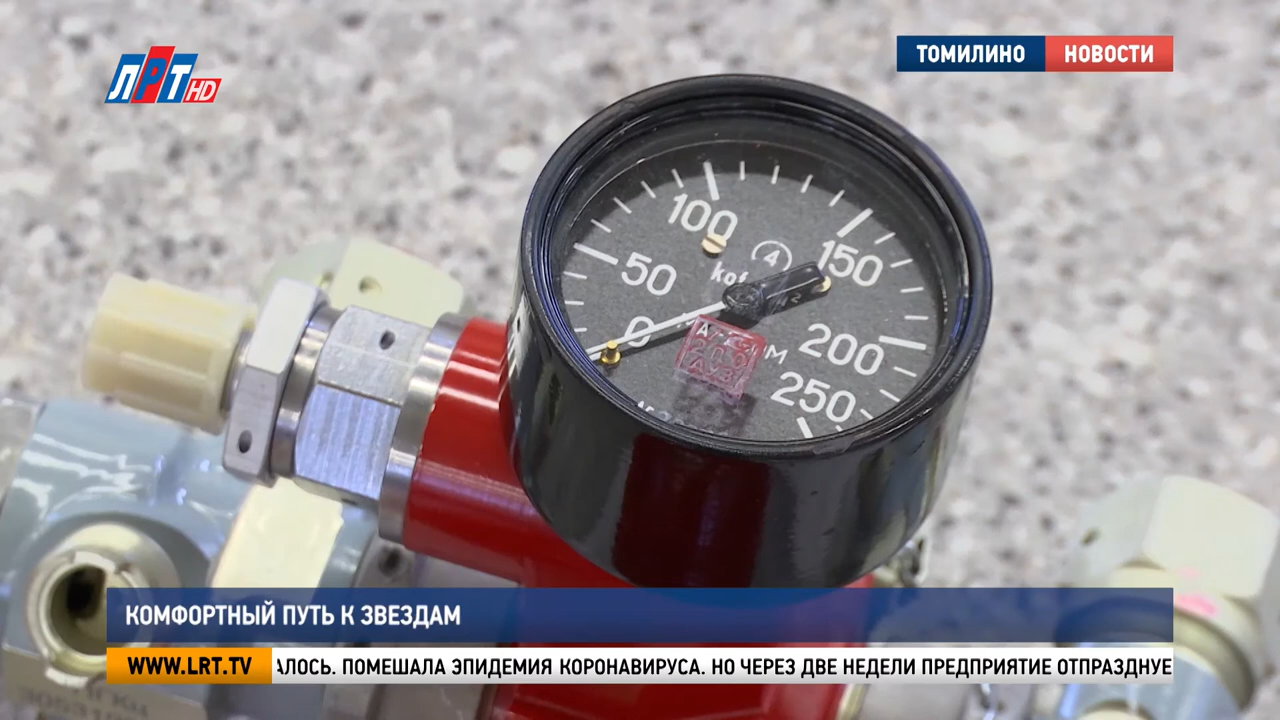 ЛРТ HD
ТОМИЛИНО НОВОСТИ
100
150
4
50
0
200
250
КОМФОРТНЫЙ ПУТЬ К ЗВЕЗДАМ
WWW.LRT.TV АЛОСЬ. ПОМЕШАЛА ЭПИДЕМИЯ КОРОНАВИРУСА. НО ЧЕРЕЗ ДВЕ НЕДЕЛИ ПРЕДПРИЯТИЕ ОТПРАЗДНУЕ